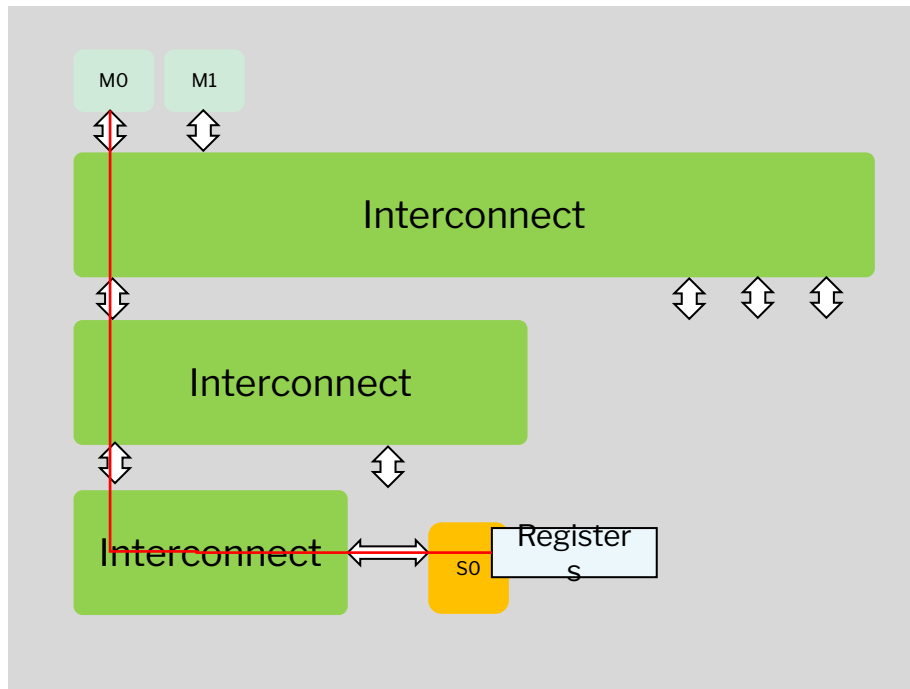 M0
M1
Interconnect
Interconnect
Interconnect
S0
Register
s